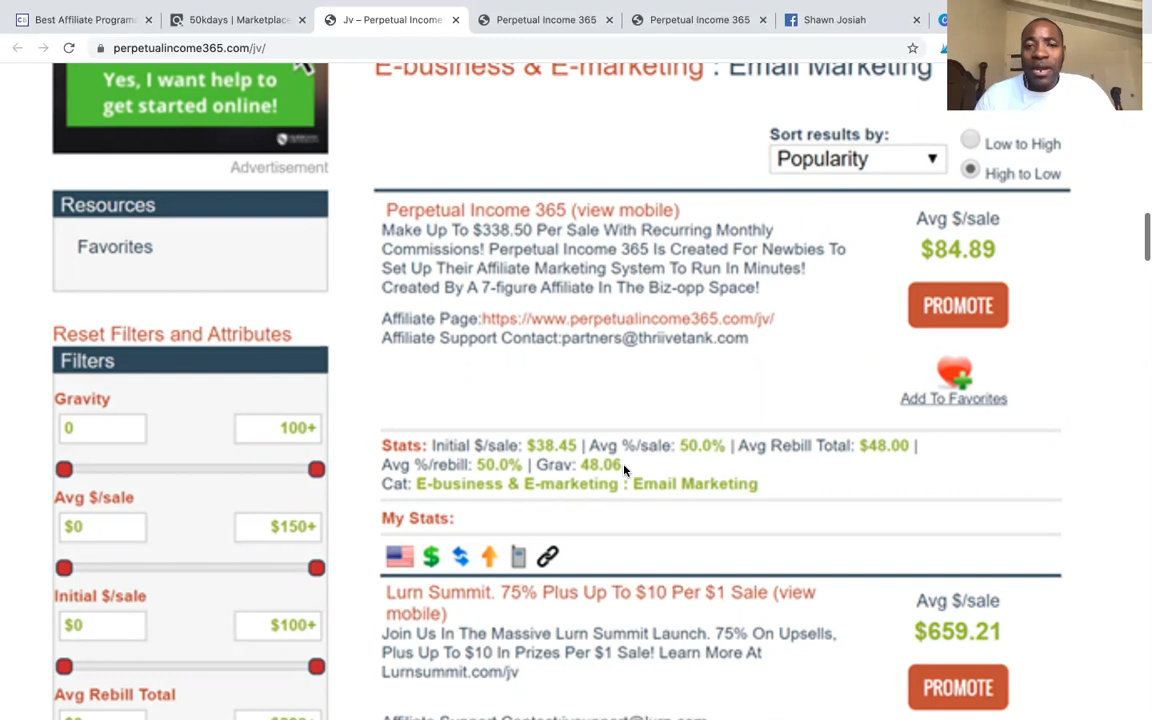 Best Affiliate Program
50kdays | Marketplace
Jv – Perpetual Income
Perpetual Income 365
Perpetual Income 365
Shawn Josiah
perpetualincome365.com/jv/
Yes, I want help to
get started online!
Advertisement
Resources
Favorites
Reset Filters and Attributes
Filters
Gravity
0
100+
Avg $/sale
$0
$150+
Initial $/sale
$0
$100+
Avg Rebill Total
E-business & E-marketing : Email Marketing
Sort results by:
Popularity
Low to High
High to Low
Perpetual Income 365 (view mobile)
Make Up To $338.50 Per Sale With Recurring Monthly
Commissions! Perpetual Income 365 Is Created For Newbies To
Set Up Their Affiliate Marketing System To Run In Minutes!
Created By A 7-figure Affiliate In The Biz-opp Space!
Affiliate Page:https://www.perpetualincome365.com/jv/
Affiliate Support Contact:partners@thriivetank.com
Avg $/sale
$84.89
PROMOTE
Add To Favorites
Stats: Initial $/sale: $38.45 | Avg %/sale: 50.0% | Avg Rebill Total: $48.00 |
Avg %/rebill: 50.0% | Grav: 48.06
Cat: E-business & E-marketing : Email Marketing
My Stats:
Lurn Summit. 75% Plus Up To $10 Per $1 Sale (view
mobile)
Join Us In The Massive Lurn Summit Launch. 75% On Upsells,
Plus Up To $10 In Prizes Per $1 Sale! Learn More At
Lurnsummit.com/jv
Avg $/sale
$659.21
PROMOTE